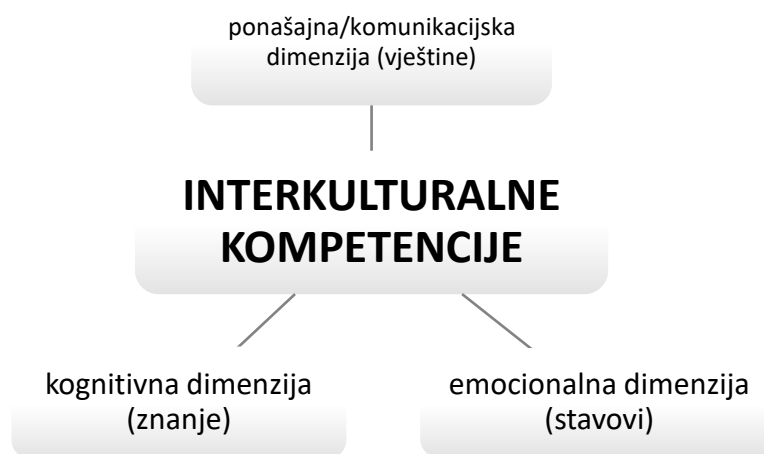 ponašajna/komunikacijska
dimenzija (vještine)
INTERKULTURALNE
KOMPETENCIJE
kognitivna dimenzija
(znanje)
emocionalna dimenzija
(stavovi)